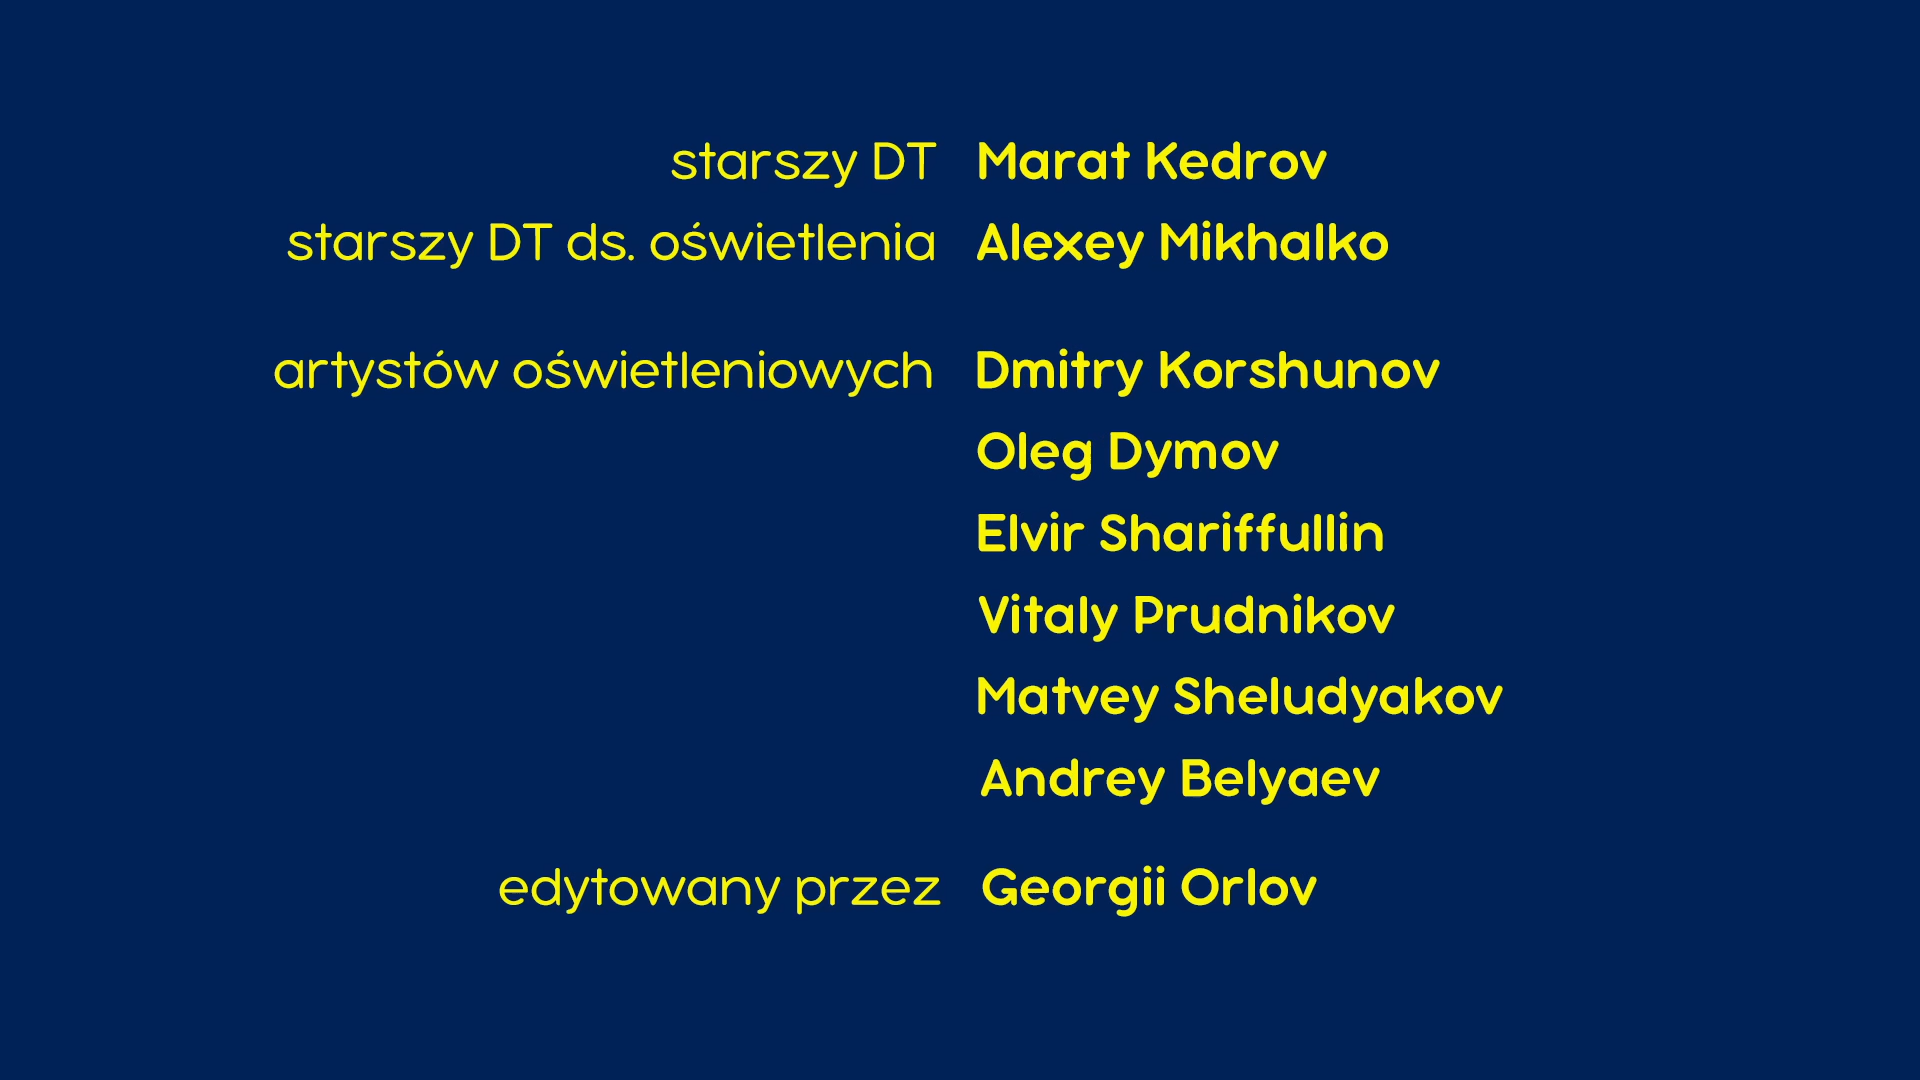 starszy DT Marat Kedrov
starszy DT ds. oświetlenia Alexey Mikhalko
artystów oświetleniowych Dmitry Korshunov
Oleg Dymov
Elvir Shariffullin
Vitaly Prudnikov
Matvey Sheludyakov
Andrey Belyaev
edytowany przez Georgii Orlov